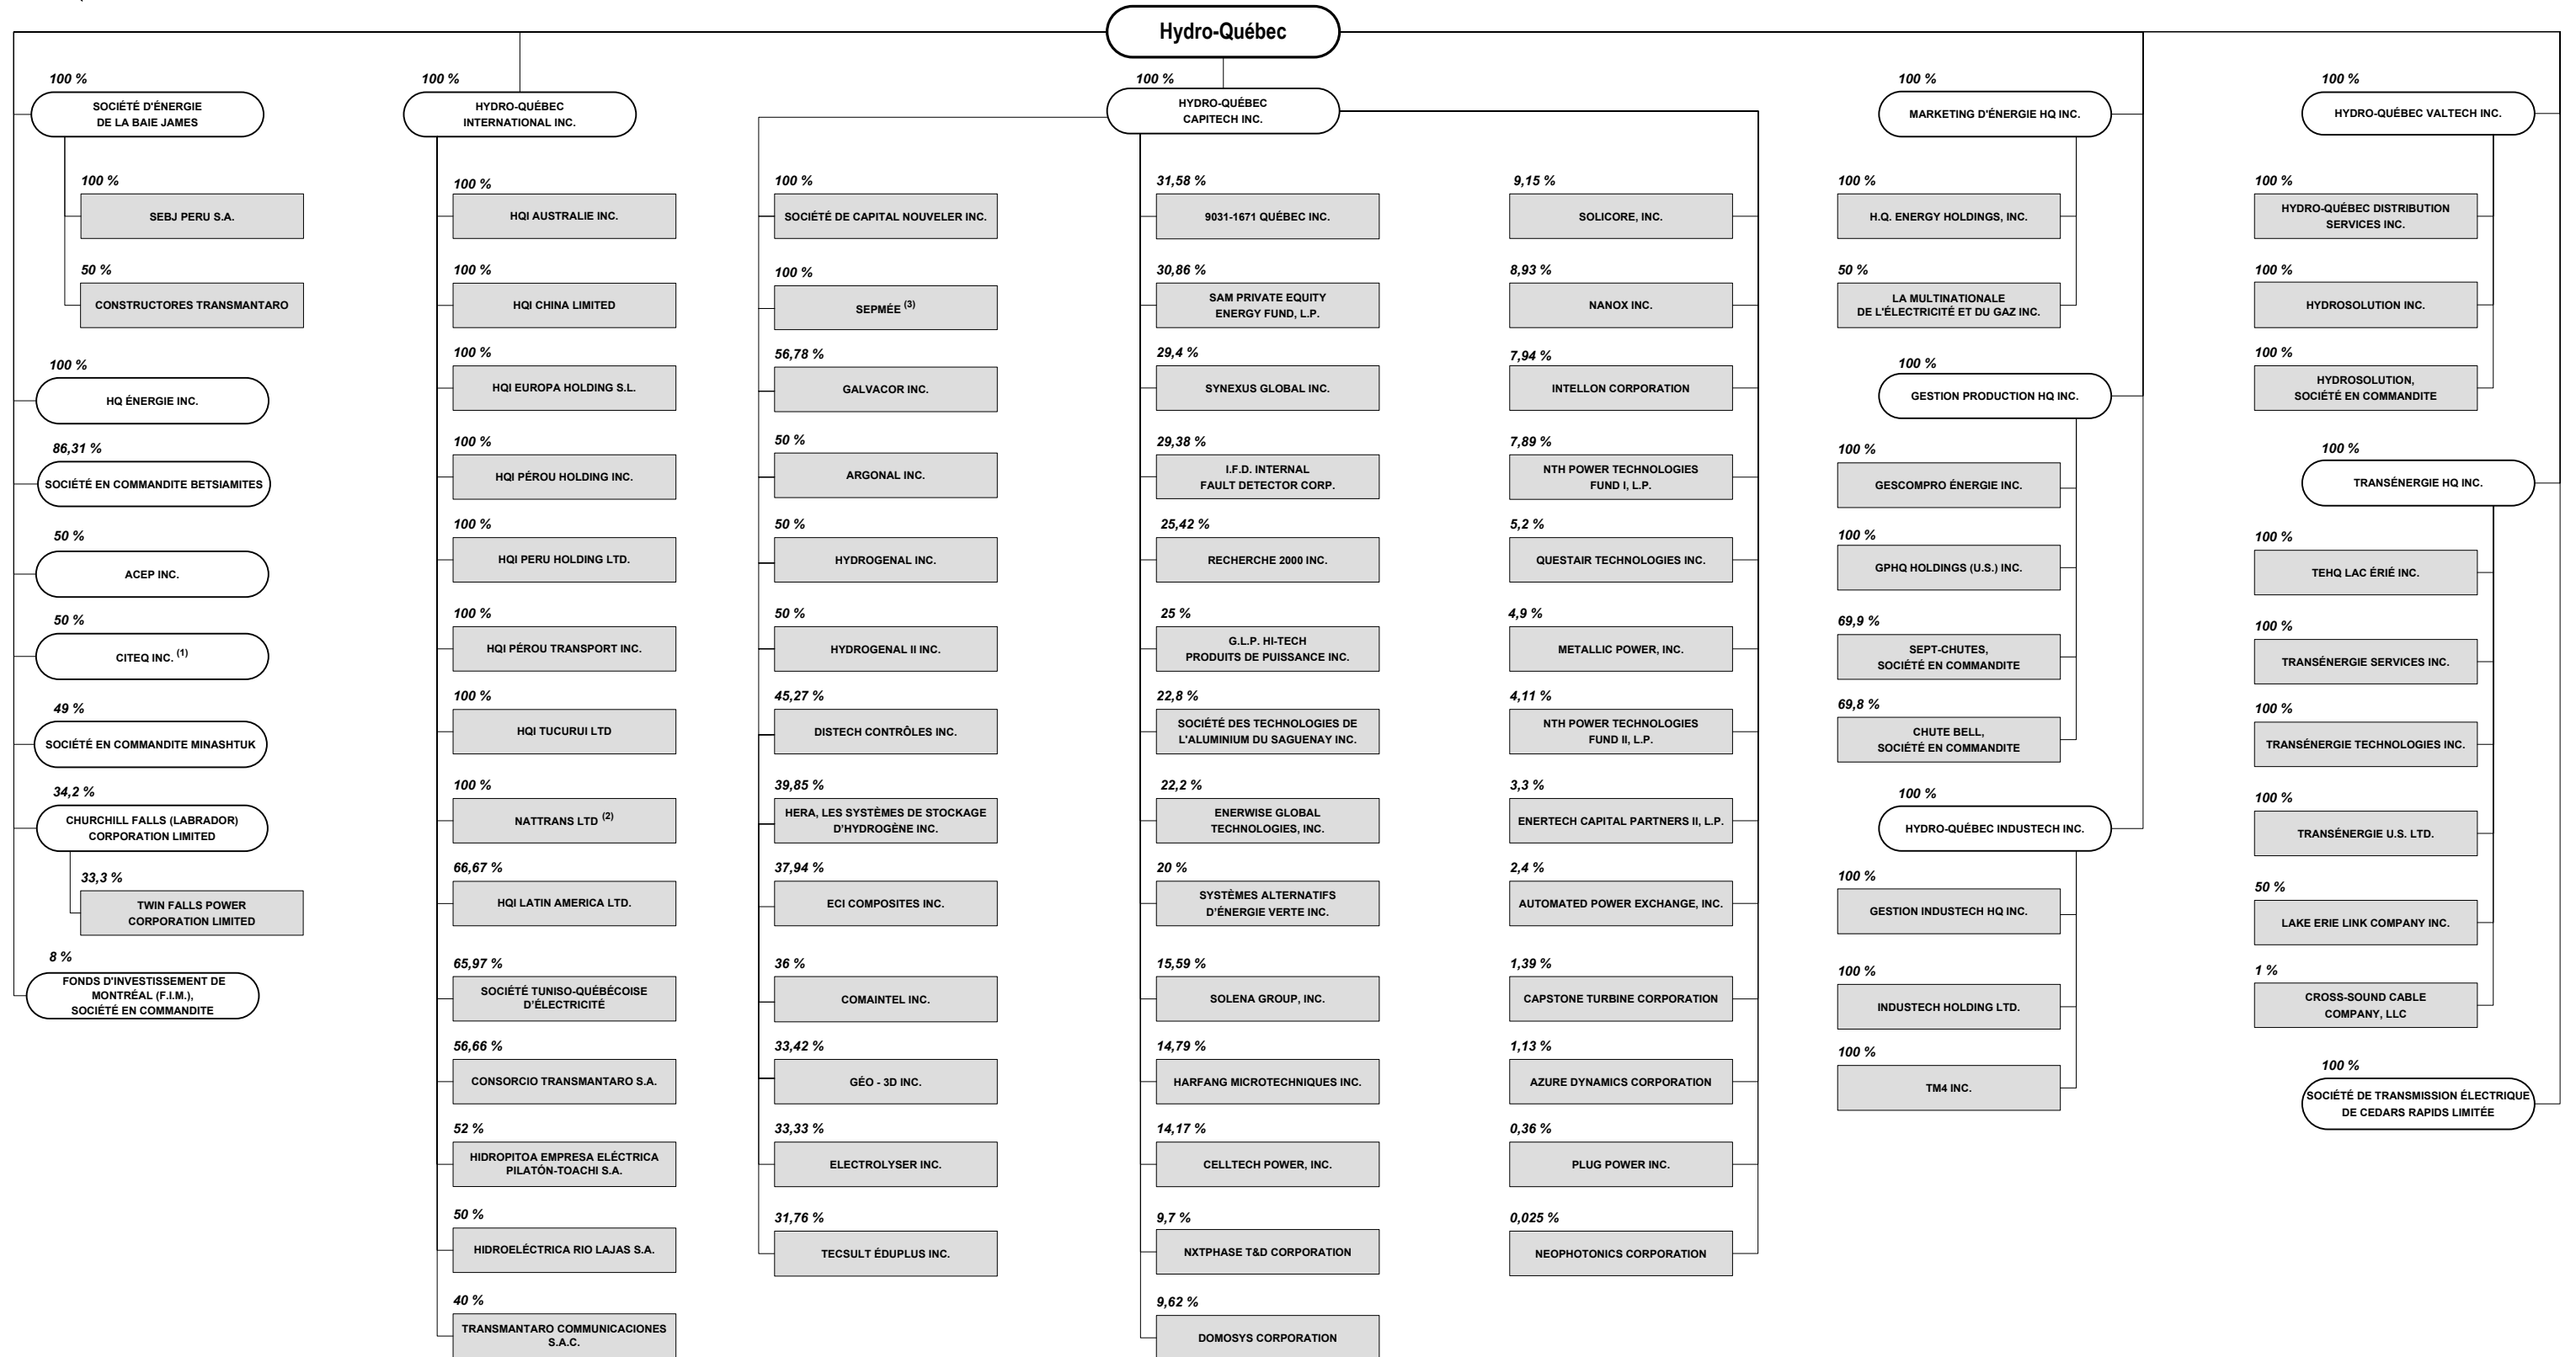 Hydro-Québec
100 %
SOCIÉTÉ D'ÉNERGIE
DE LA BAIE JAMES
100 %
SEBJ PERU S.A.
50 %
CONSTRUCTORES TRANSMANTARO
100 %
HQ ÉNERGIE INC.
86,31 %
SOCIÉTÉ EN COMMANDITE BETSIAMITES
50 %
ACEP INC.
50 %
CITEQ INC. (1)
49 %
SOCIÉTÉ EN COMMANDITE MINASHTUK
34,2 %
CHURCHILL FALLS (LABRADOR)
CORPORATION LIMITED
33,3 %
TWIN FALLS POWER
CORPORATION LIMITED
8 %
FONDS D'INVESTISSEMENT DE
MONTRÉAL (F.I.M.),
SOCIÉTÉ EN COMMANDITE
100 %
HYDRO-QUÉBEC
INTERNATIONAL INC.
100 %
HQI AUSTRALIE INC.
100 %
HQI CHINA LIMITED
100 %
HQI EUROPA HOLDING S.L.
100 %
HQI PÉROU HOLDING INC.
100 %
HQI PERU HOLDING LTD.
100 %
HQI PÉROU TRANSPORT INC.
100 %
HQI TUCURUI LTD
100 %
NATTRANS LTD (2)
66,67 %
HQI LATIN AMERICA LTD.
65,97 %
SOCIÉTÉ TUNISO-QUÉBÉCOISE
D'ÉLECTRICITÉ
56,66 %
CONSORCIO TRANSMANTARO S.A.
52 %
HIDROPITOA EMPRESA ELÉCTRICA
PILATÓN-TOACHI S.A.
50 %
HIDROELÉCTRICA RIO LAJAS S.A.
40 %
TRANSMANTARO COMMUNICACIONES
S.A.C.
100 %
HYDRO-QUÉBEC
CAPITECH INC.
100 %
SOCIÉTÉ DE CAPITAL NOUVELER INC.
100 %
SEPMÉE (3)
56,78 %
GALVACOR INC.
50 %
ARGONAL INC.
50 %
HYDROGENAL INC.
50 %
HYDROGENAL II INC.
45,27 %
DISTECH CONTRÔLES INC.
39,85 %
HERA, LES SYSTÈMES DE STOCKAGE
D'HYDROGÈNE INC.
37,94 %
ECI COMPOSITES INC.
36 %
COMAINTEL INC.
33,42 %
GÉO - 3D INC.
33,33 %
ELECTROLYSER INC.
31,76 %
TECSULT ÉDUPLUS INC.
31,58 %
9031-1671 QUÉBEC INC.
30,86 %
SAM PRIVATE EQUITY
ENERGY FUND, L.P.
29,4 %
SYNEXUS GLOBAL INC.
29,38 %
I.F.D. INTERNAL
FAULT DETECTOR CORP.
25,42 %
RECHERCHE 2000 INC.
25 %
G.L.P. HI-TECH
PRODUITS DE PUISSANCE INC.
22,8 %
SOCIÉTÉ DES TECHNOLOGIES DE
L'ALUMINIUM DU SAGUENAY INC.
22,2 %
ENERWISE GLOBAL
TECHNOLOGIES, INC.
20 %
SYSTÈMES ALTERNATIFS
D'ÉNERGIE VERTE INC.
15,59 %
SOLENA GROUP, INC.
14,79 %
HARFANG MICROTECHNIQUES INC.
14,17 %
CELLTECH POWER, INC.
9,7 %
NXTPHASE T&D CORPORATION
9,62 %
DOMOSYS CORPORATION
9,15 %
SOLICORE, INC.
8,93 %
NANOX INC.
7,94 %
INTELLON CORPORATION
7,89 %
NTH POWER TECHNOLOGIES
FUND I, L.P.
5,2 %
QUESTAIR TECHNOLOGIES INC.
4,9 %
METALLIC POWER, INC.
4,11 %
NTH POWER TECHNOLOGIES
FUND II, L.P.
3,3 %
ENERTECH CAPITAL PARTNERS II, L.P.
2,4 %
AUTOMATED POWER EXCHANGE, INC.
1,39 %
CAPSTONE TURBINE CORPORATION
1,13 %
AZURE DYNAMICS CORPORATION
0,36 %
PLUG POWER INC.
0,025 %
NEOPHOTONICS CORPORATION
100 %
MARKETING D'ÉNERGIE HQ INC.
100 %
H.Q. ENERGY HOLDINGS, INC.
50 %
LA MULTINATIONALE
DE L'ÉLECTRICITÉ ET DU GAZ INC.
100 %
GESTION PRODUCTION HQ INC.
100 %
GESCOMPRO ÉNERGIE INC.
100 %
GPHQ HOLDINGS (U.S.) INC.
69,9 %
SEPT-CHUTES,
SOCIÉTÉ EN COMMANDITE
69,8 %
CHUTE BELL,
SOCIÉTÉ EN COMMANDITE
100 %
HYDRO-QUÉBEC INDUSTECH INC.
100 %
GESTION INDUSTECH HQ INC.
100 %
INDUSTECH HOLDING LTD.
100 %
TM4 INC.
100 %
HYDRO-QUÉBEC VALTECH INC.
100 %
HYDRO-QUÉBEC DISTRIBUTION
SERVICES INC.
100 %
HYDROSOLUTION INC.
100 %
HYDROSOLUTION,
SOCIÉTÉ EN COMMANDITE
100 %
TRANSÉNERGIE HQ INC.
100 %
TEHQ LAC ÉRIÉ INC.
100 %
TRANSÉNERGIE SERVICES INC.
100 %
TRANSÉNERGIE TECHNOLOGIES INC.
100 %
TRANSÉNERGIE U.S. LTD.
50 %
LAKE ERIE LINK COMPANY INC.
1 %
CROSS-SOUND CABLE
COMPANY, LLC
100 %
SOCIÉTÉ DE TRANSMISSION ÉLECTRIQUE
DE CEDARS RAPIDS LIMITÉE